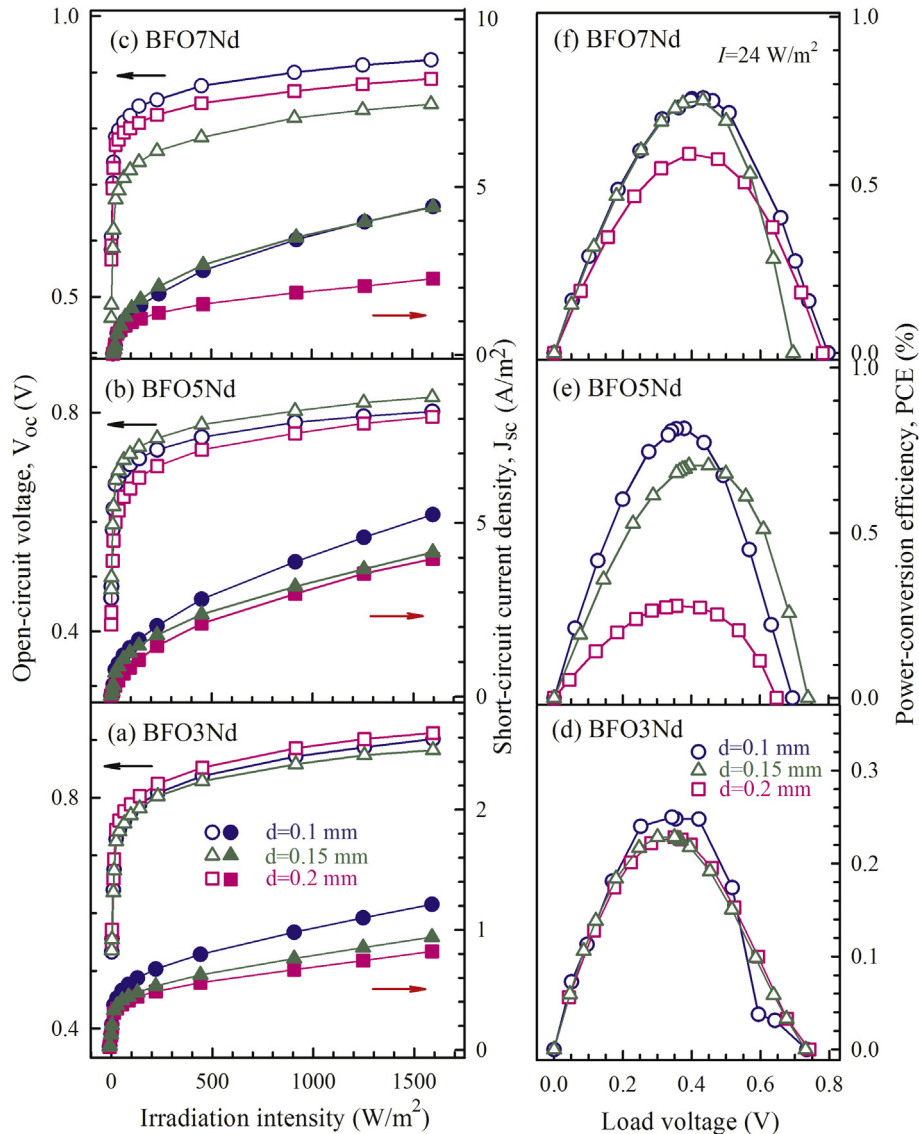 (c) BFO7Nd
1.0
0.5
10
5
0
(f) BFO7Nd
I=24 W/m²
1.0
0.5
0.0
(b) BFO5Nd
0.8
0.4
5
0
(e) BFO5Nd
1.0
0.5
0.0
(a) BFO3Nd
0.8
0.4
d=0.1 mm
d=0.15 mm
d=0.2 mm
2
1
0
(d) BFO3Nd
d=0.1 mm
d=0.15 mm
d=0.2 mm
0.3
0.2
0.1
0.0
0 500 1000 1500
Irradiation intensity (W/m²)
0.0 0.2 0.4 0.6 0.8
Load voltage (V)
Open-circuit voltage, Voc (V)
Short-circuit current density, Jsc (A/m²)
Power-conversion efficiency, PCE (%)